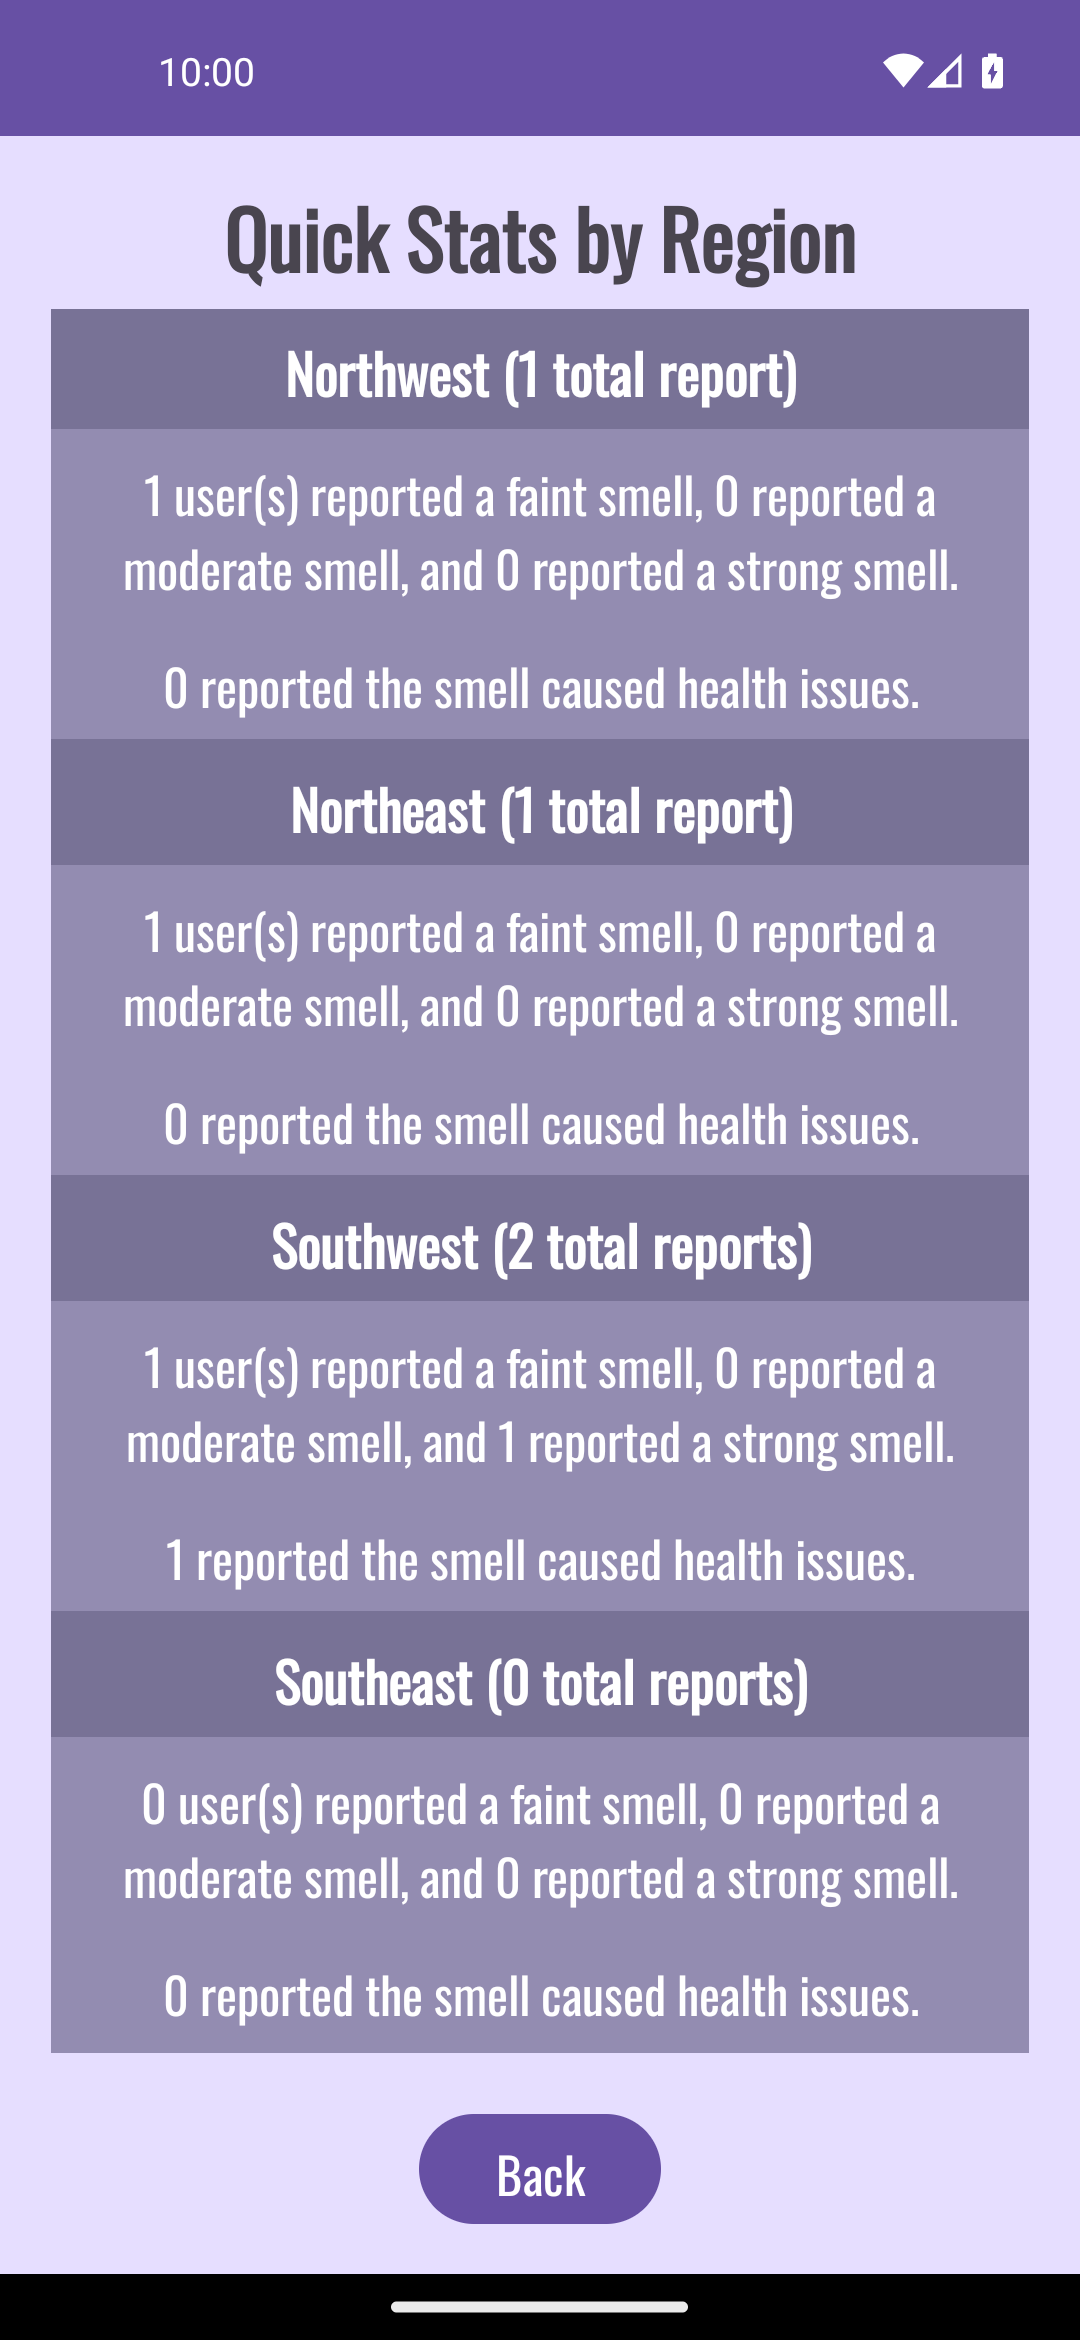 10:00
Quick Stats by Region
Northwest (1 total report)
1 user(s) reported a faint smell, 0 reported a
moderate smell, and 0 reported a strong smell.
0 reported the smell caused health issues.
Northeast (1 total report)
1 user(s) reported a faint smell, 0 reported a
moderate smell, and 0 reported a strong smell.
0 reported the smell caused health issues.
Southwest (2 total reports)
1 user(s) reported a faint smell, 0 reported a
moderate smell, and 1 reported a strong smell.
1 reported the smell caused health issues.
Southeast (0 total reports)
0 user(s) reported a faint smell, 0 reported a
moderate smell, and 0 reported a strong smell.
0 reported the smell caused health issues.
Back